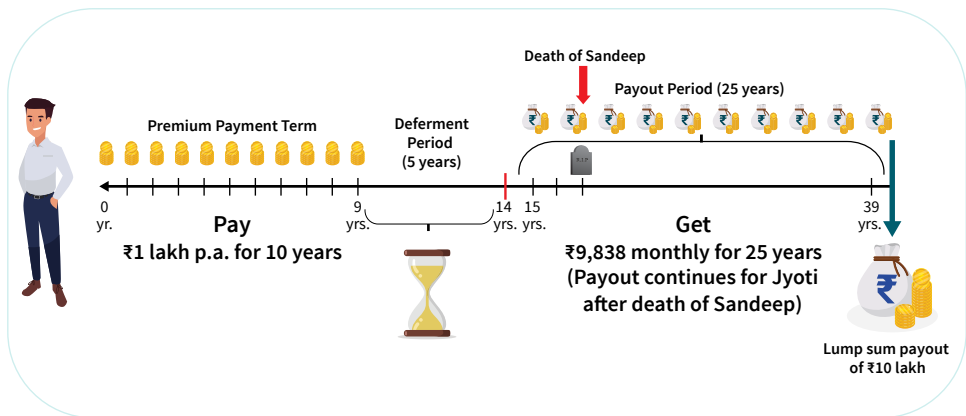 Death of Sandeep
Payout Period (25 years)
Premium Payment Term
Deferment
Period
(5 years)
0
yr.
9
yrs.
14
yrs.
15
yrs.
39
yrs.
Pay
₹1 lakh p.a. for 10 years
Get
₹9,838 monthly for 25 years
(Payout continues for Jyoti
after death of Sandeep)
R.I.P
₹
₹
₹
₹
₹
₹
₹
₹
₹
₹
₹
Lump sum payout
of ₹10 lakh